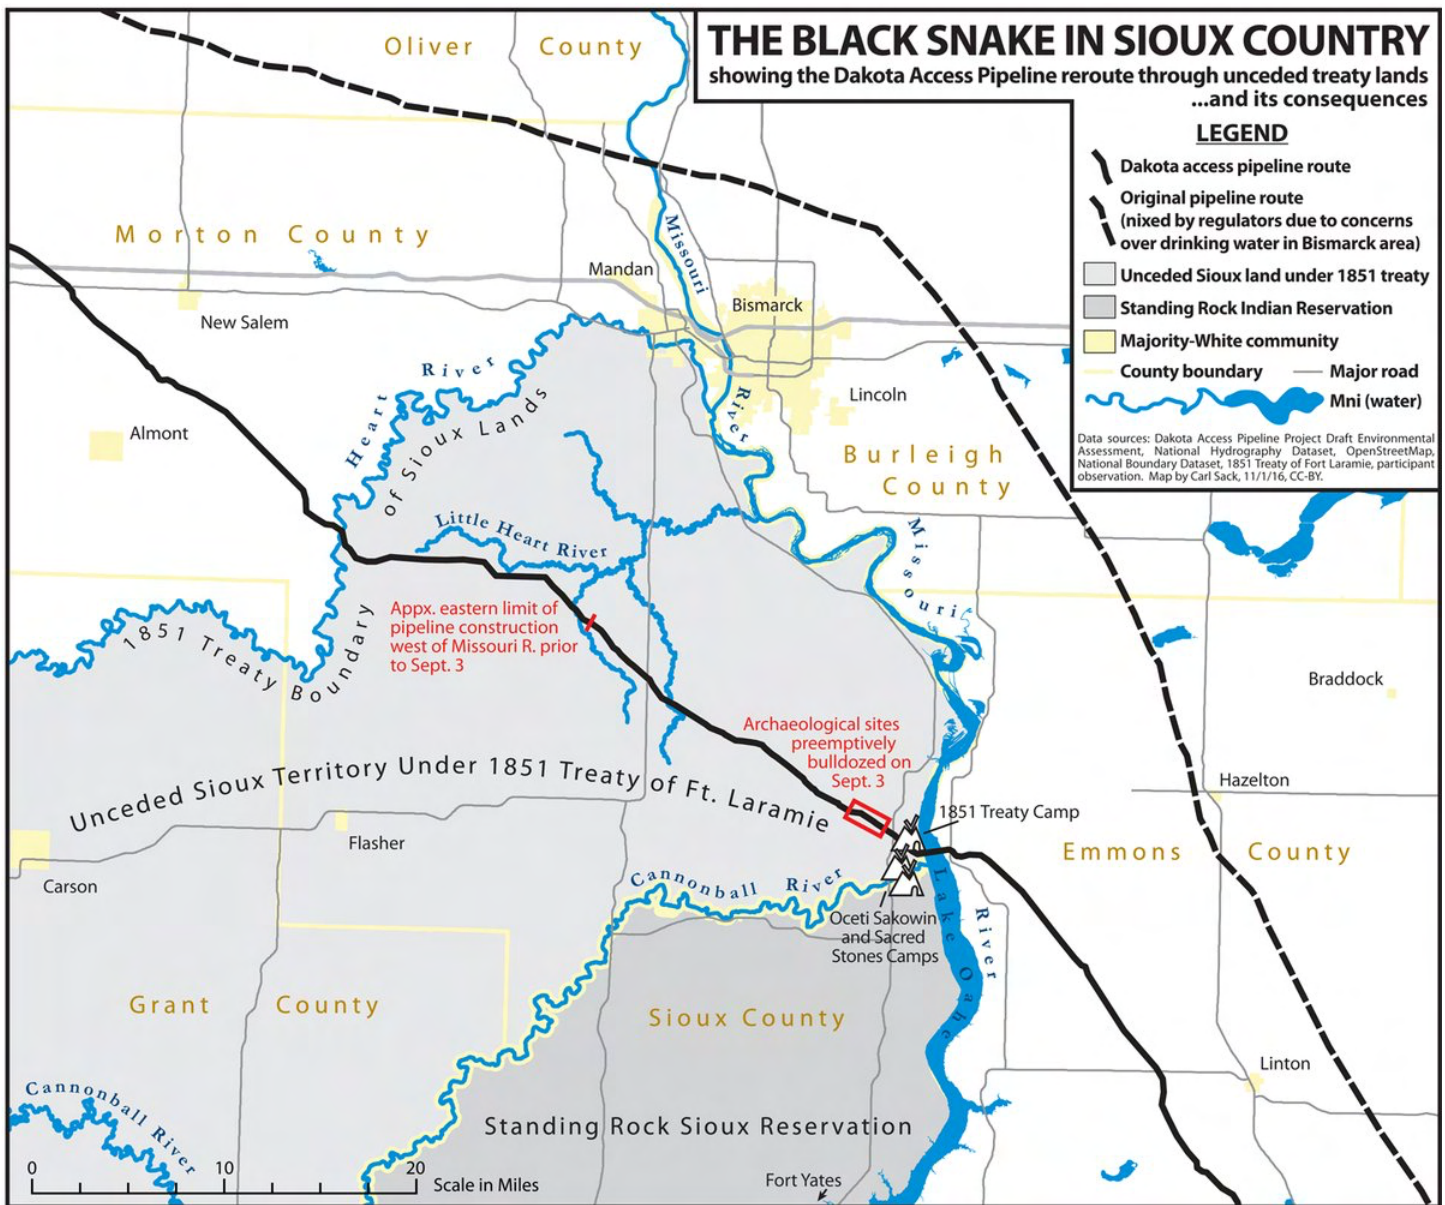 THE BLACK SNAKE IN SIOUX COUNTRY
showing the Dakota Access Pipeline reroute through unceded treaty lands
...and its consequences
LEGEND
Dakota access pipeline route
Original pipeline route
(nixed by regulators due to concerns
over drinking water in Bismarck area)
Unceded Sioux land under 1851 treaty
Standing Rock Indian Reservation
Majority-White community
County boundary
Major road
Mni (water)
Data sources: Dakota Access Pipeline Project Draft Environmental
Assessment, National Hydrography Dataset, OpenStreetMap,
National Boundary Dataset, 1851 Treaty of Fort Laramie, participant
observation. Map by Carl Sack, 11/1/16, CC-BY.
Oliver County
Morton County
Missouri
Mandan
Bismarck
New Salem
Heart River
River
Lincoln
of Sioux Lands
Almont
Burleigh
County
Little Heart River
Missouri
Appx. eastern limit of
pipeline construction
west of Missouri R. prior
to Sept. 3
1851 Treaty Boundary
Braddock
Archaeological sites
preemptively
bulldozed on
Sept. 3
Unceded Sioux Territory Under 1851 Treaty of Ft. Laramie
Hazelton
1851 Treaty Camp
Flasher
Emmons County
Carson
Cannonball River
Lake Oahe
River
Oceti Sakowin
and Sacred
Stones Camps
Grant County
Sioux County
Linton
Cannonball River
Standing Rock Sioux Reservation
Fort Yates
0 10 20
Scale in Miles